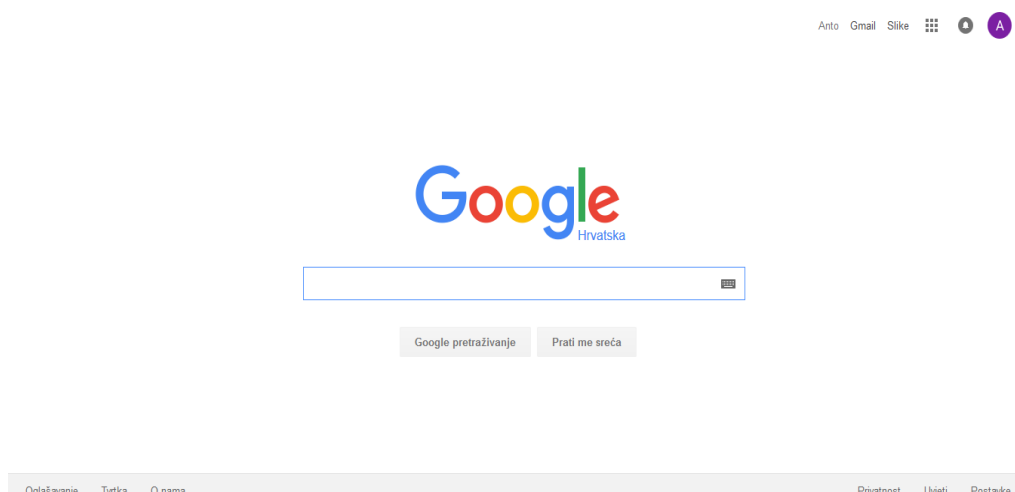 Anto Gmail Slike A
Google
Hrvatska
Google pretraživanje Prati me sreća
Oglašavanje Tvrtka O nama Privatnost Uvjeti Postavke